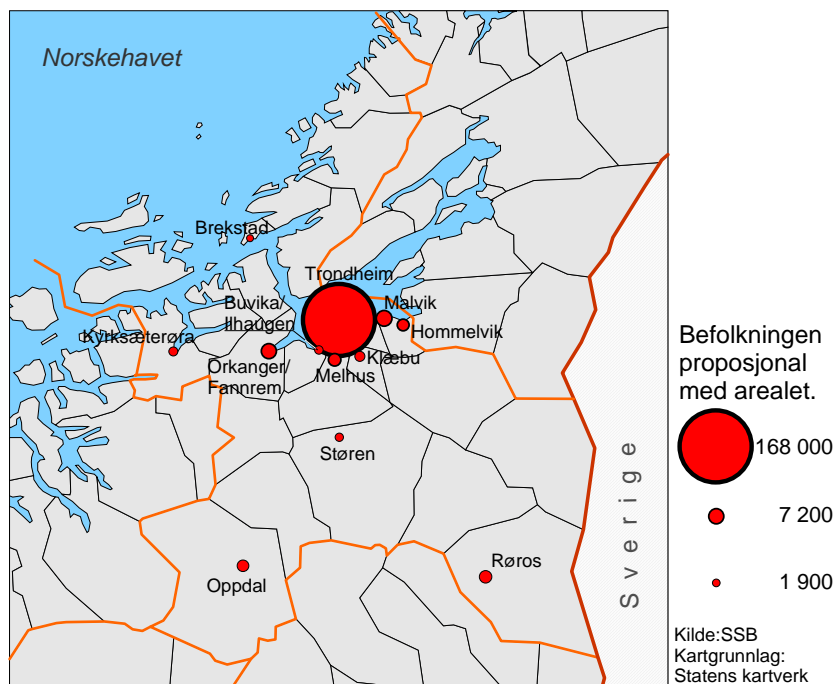 Norskehavet
Brekstad
Trondheim
Buvika/
Ilhaugen
Malvik
Hommelvik
Kyrksæterøra
Orkanger/
Fannrem
Klæbu
Melhus
Støren
Oppdal
Røros
Sverige
Befolkningen
proposjonal
med arealet.
168 000
7 200
1 900
Kilde:SSB
Kartgrunnlag:
Statens kartverk